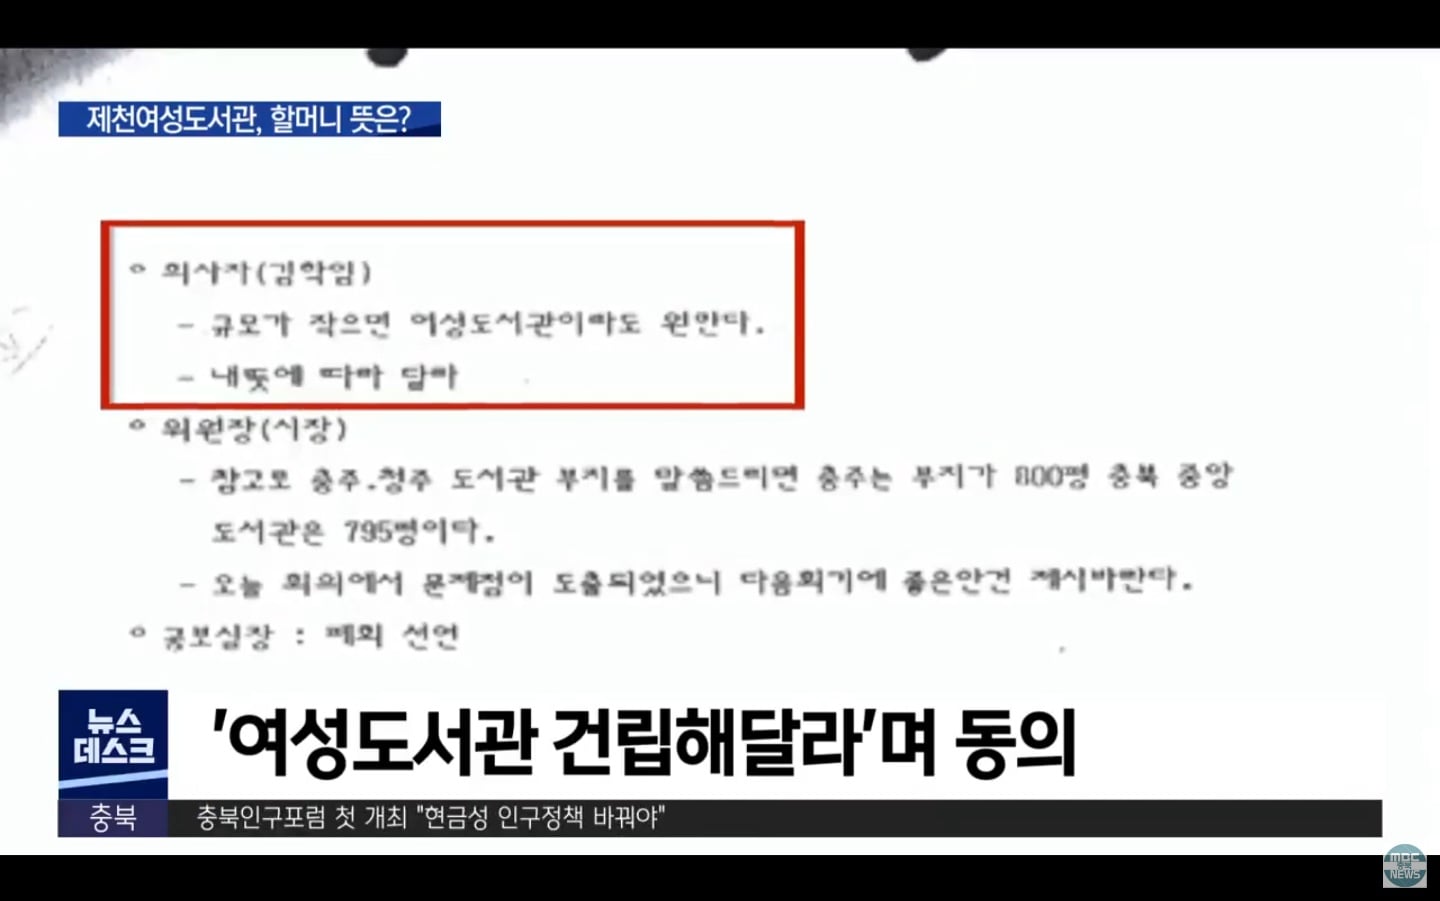 제천여성도서관, 할머니 뜻은?
◦ 희사자(김학임)
- 규모가 작으면 여성도서관이라도 원한다.
- 내뜻에 따라 달라
◦ 위원장(시장)
- 참고로 충주.청주 도서관 부지를 말씀드리면 충주는 부지가 800평 충북 중앙
도서관은 795평이다.
- 오늘 회의에서 문제점이 도출되었으니 다음회기에 좋은안건 제시바란다.
◦ 공보실장 : 폐회 선언
뉴스
데스크
'여성도서관 건립해달라'며 동의
충북
충북인구포럼 첫 개최 "현금성 인구정책 바꿔야"
MBC
충북
NEWS